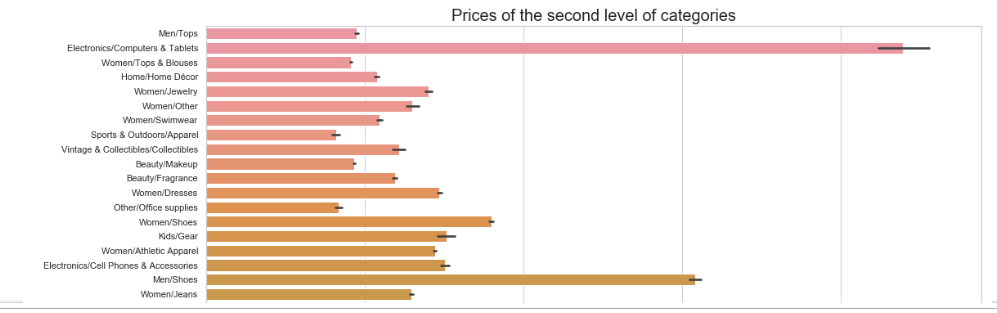 Prices of the second level of categories
Men/Tops
Electronics/Computers & Tablets
Women/Tops & Blouses
Home/Home Décor
Women/Jewelry
Women/Other
Women/Swimwear
Sports & Outdoors/Apparel
Vintage & Collectibles/Collectibles
Beauty/Makeup
Beauty/Fragrance
Women/Dresses
Other/Office supplies
Women/Shoes
Kids/Gear
Women/Athletic Apparel
Electronics/Cell Phones & Accessories
Men/Shoes
Women/Jeans